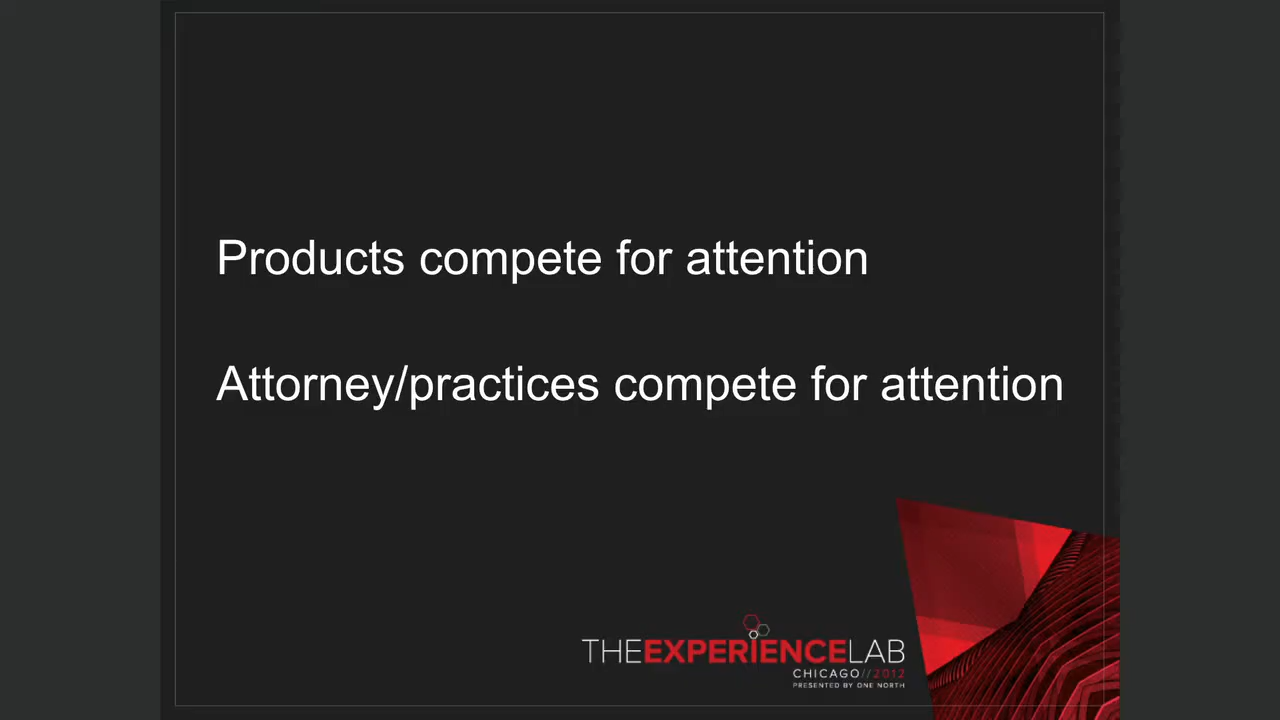 Products compete for attention
Attorney/practices compete for attention
THEEXPERIENCELAB
CHICAGO//2012
PRESENTED BY ONE NORTH